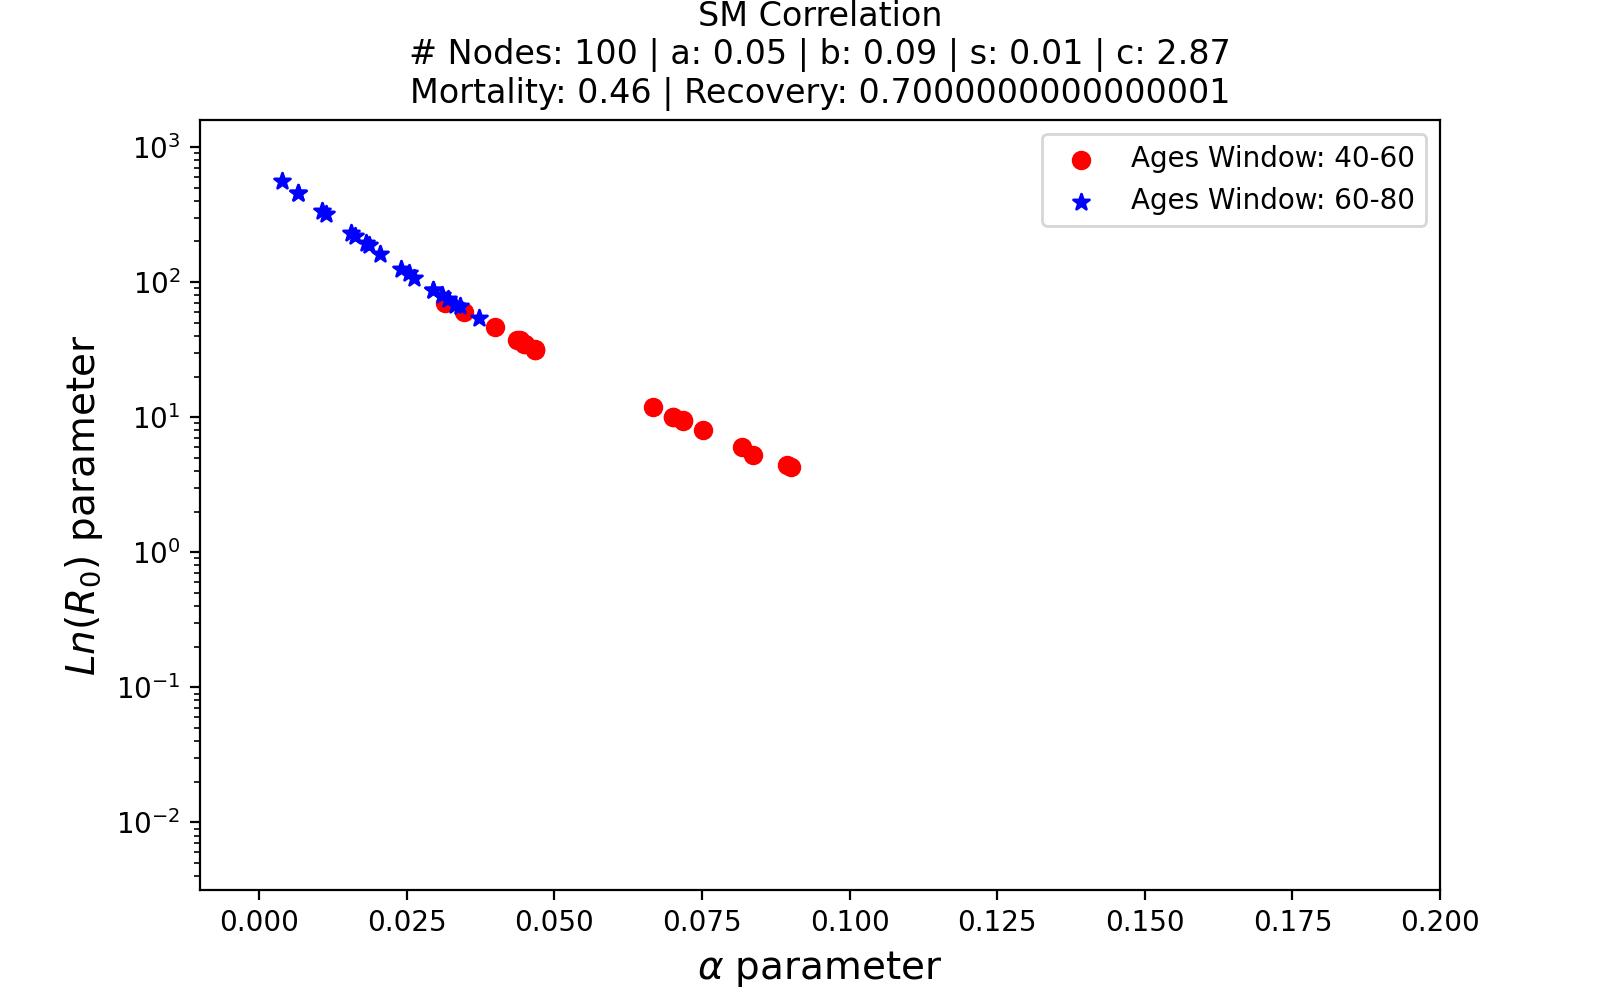 SM Correlation
# Nodes: 100 | a: 0.05 | b: 0.09 | s: 0.01 | c: 2.87
Mortality: 0.46 | Recovery: 0.7000000000000001
Ages Window: 40-60
Ages Window: 60-80
Ln(R₀) parameter
10³
10²
10¹
10⁰
10⁻¹
10⁻²
0.000 0.025 0.050 0.075 0.100 0.125 0.150 0.175 0.200
α parameter